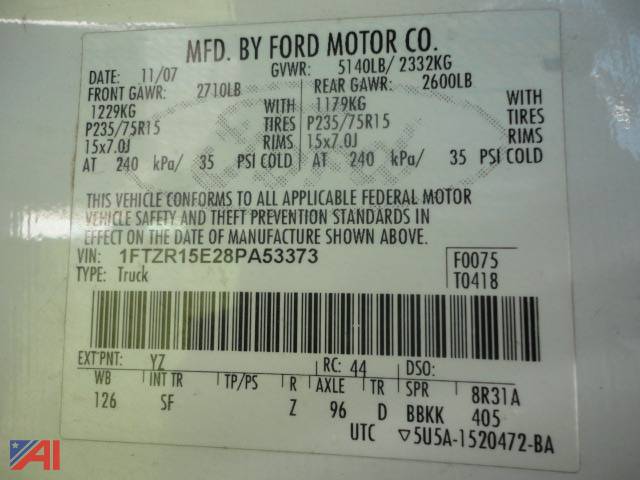 MFD. BY FORD MOTOR CO.
DATE: 11/07 GVWR: 5140LB/ 2332KG
FRONT GAWR: 2710LB REAR GAWR: 2600LB
1229KG WITH 1179KG WITH
P235/75R15 TIRES P235/75R15 TIRES
15x7.0J RIMS 15x7.0J RIMS
AT 240 kPa/ 35 PSI COLD AT 240 kPa/ 35 PSI COLD
THIS VEHICLE CONFORMS TO ALL APPLICABLE FEDERAL MOTOR
VEHICLE SAFETY AND THEFT PREVENTION STANDARDS IN
EFFECT ON THE DATE OF MANUFACTURE SHOWN ABOVE.
VIN: 1FTZR15E28PA53373 F0075
TYPE: Truck T0418
EXT PNT: YZ RC: 44 DSO:
WB INT TR TP/PS R AXLE TR SPR 8R31A
126 SF Z 96 D BBKK 405
UTC ▽5U5A-1520472-BA
AI